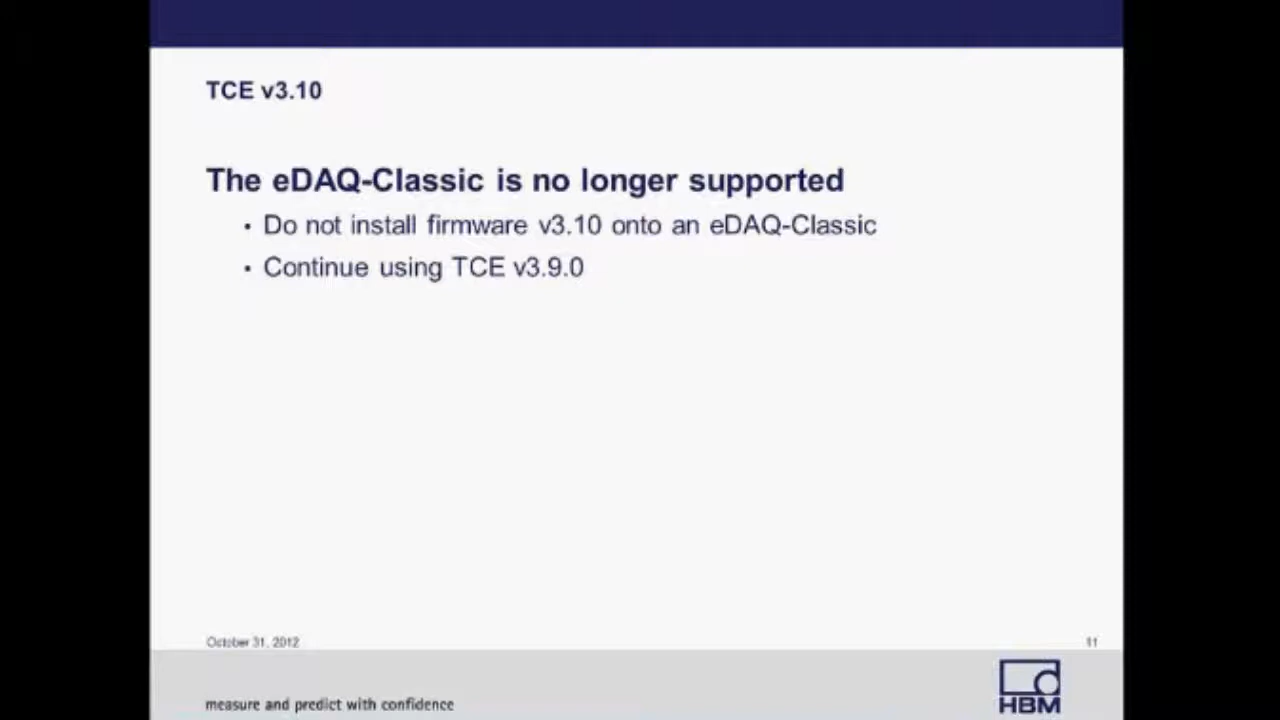 TCE v3.10
The eDAQ-Classic is no longer supported
• Do not install firmware v3.10 onto an eDAQ-Classic
• Continue using TCE v3.9.0
October 31, 2012
11
measure and predict with confidence
HBM